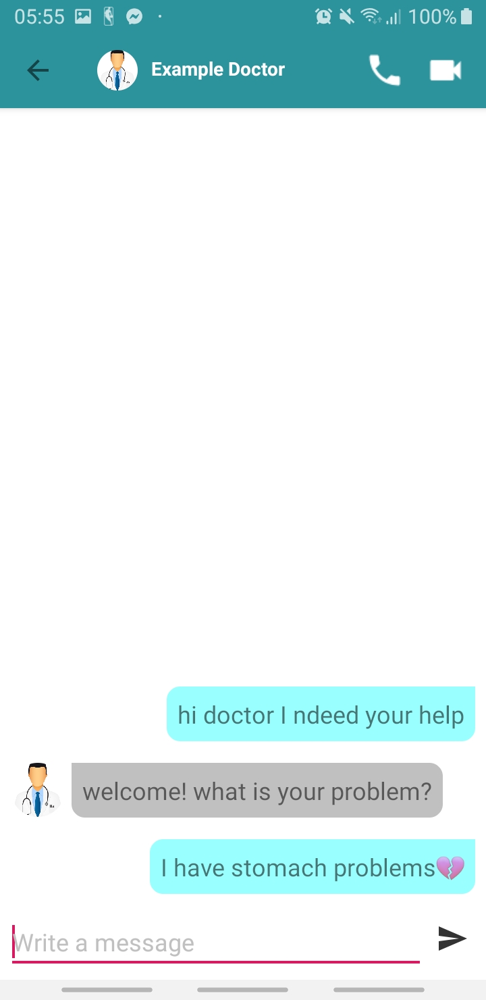 05:55
100%
Example Doctor
hi doctor I ndeed your help
welcome! what is your problem?
I have stomach problems💔
Write a message